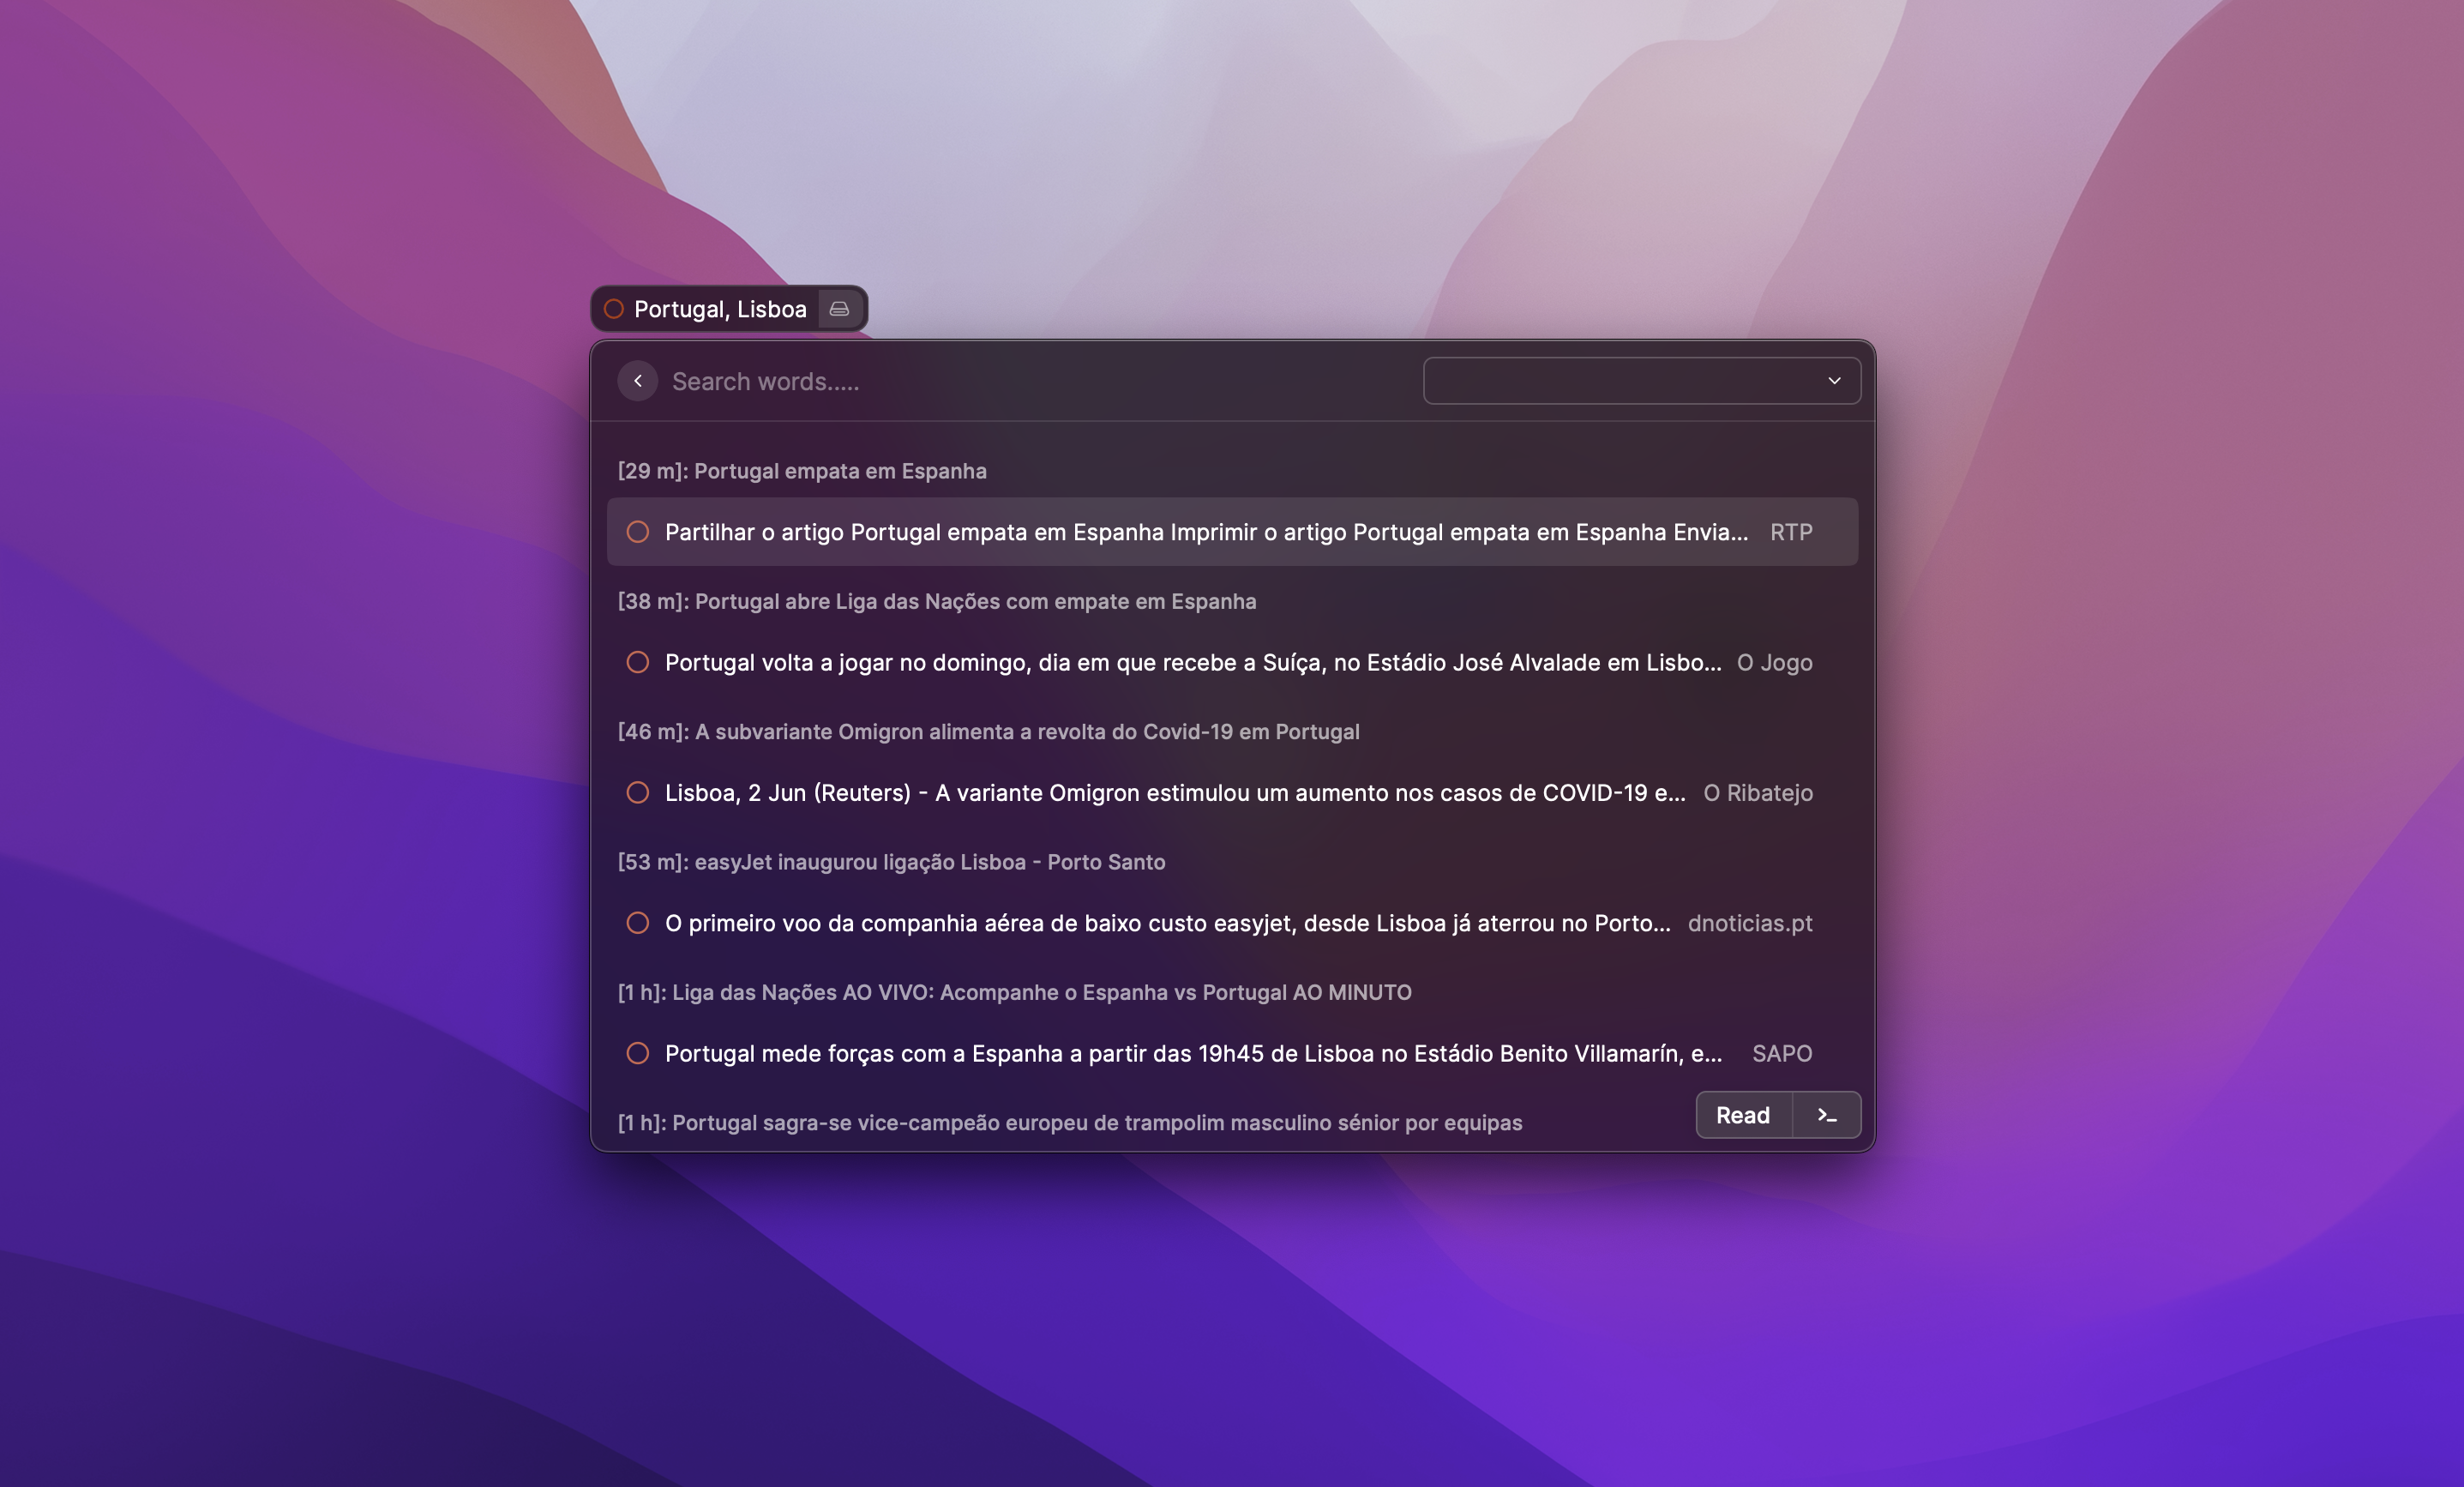 Portugal, Lisboa
Search words.....
[29 m]: Portugal empata em Espanha
Partilhar o artigo Portugal empata em Espanha Imprimir o artigo Portugal empata em Espanha Envia... RTP
[38 m]: Portugal abre Liga das Nações com empate em Espanha
Portugal volta a jogar no domingo, dia em que recebe a Suíça, no Estádio José Alvalade em Lisbo... O Jogo
[46 m]: A subvariante Omigron alimenta a revolta do Covid-19 em Portugal
Lisboa, 2 Jun (Reuters) - A variante Omigron estimulou um aumento nos casos de COVID-19 e... O Ribatejo
[53 m]: easyJet inaugurou ligação Lisboa - Porto Santo
O primeiro voo da companhia aérea de baixo custo easyjet, desde Lisboa já aterrou no Porto... dnoticias.pt
[1 h]: Liga das Nações AO VIVO: Acompanhe o Espanha vs Portugal AO MINUTO
Portugal mede forças com a Espanha a partir das 19h45 de Lisboa no Estádio Benito Villamarín, e... SAPO
[1 h]: Portugal sagra-se vice-campeão europeu de trampolim masculino sénior por equipas
Read